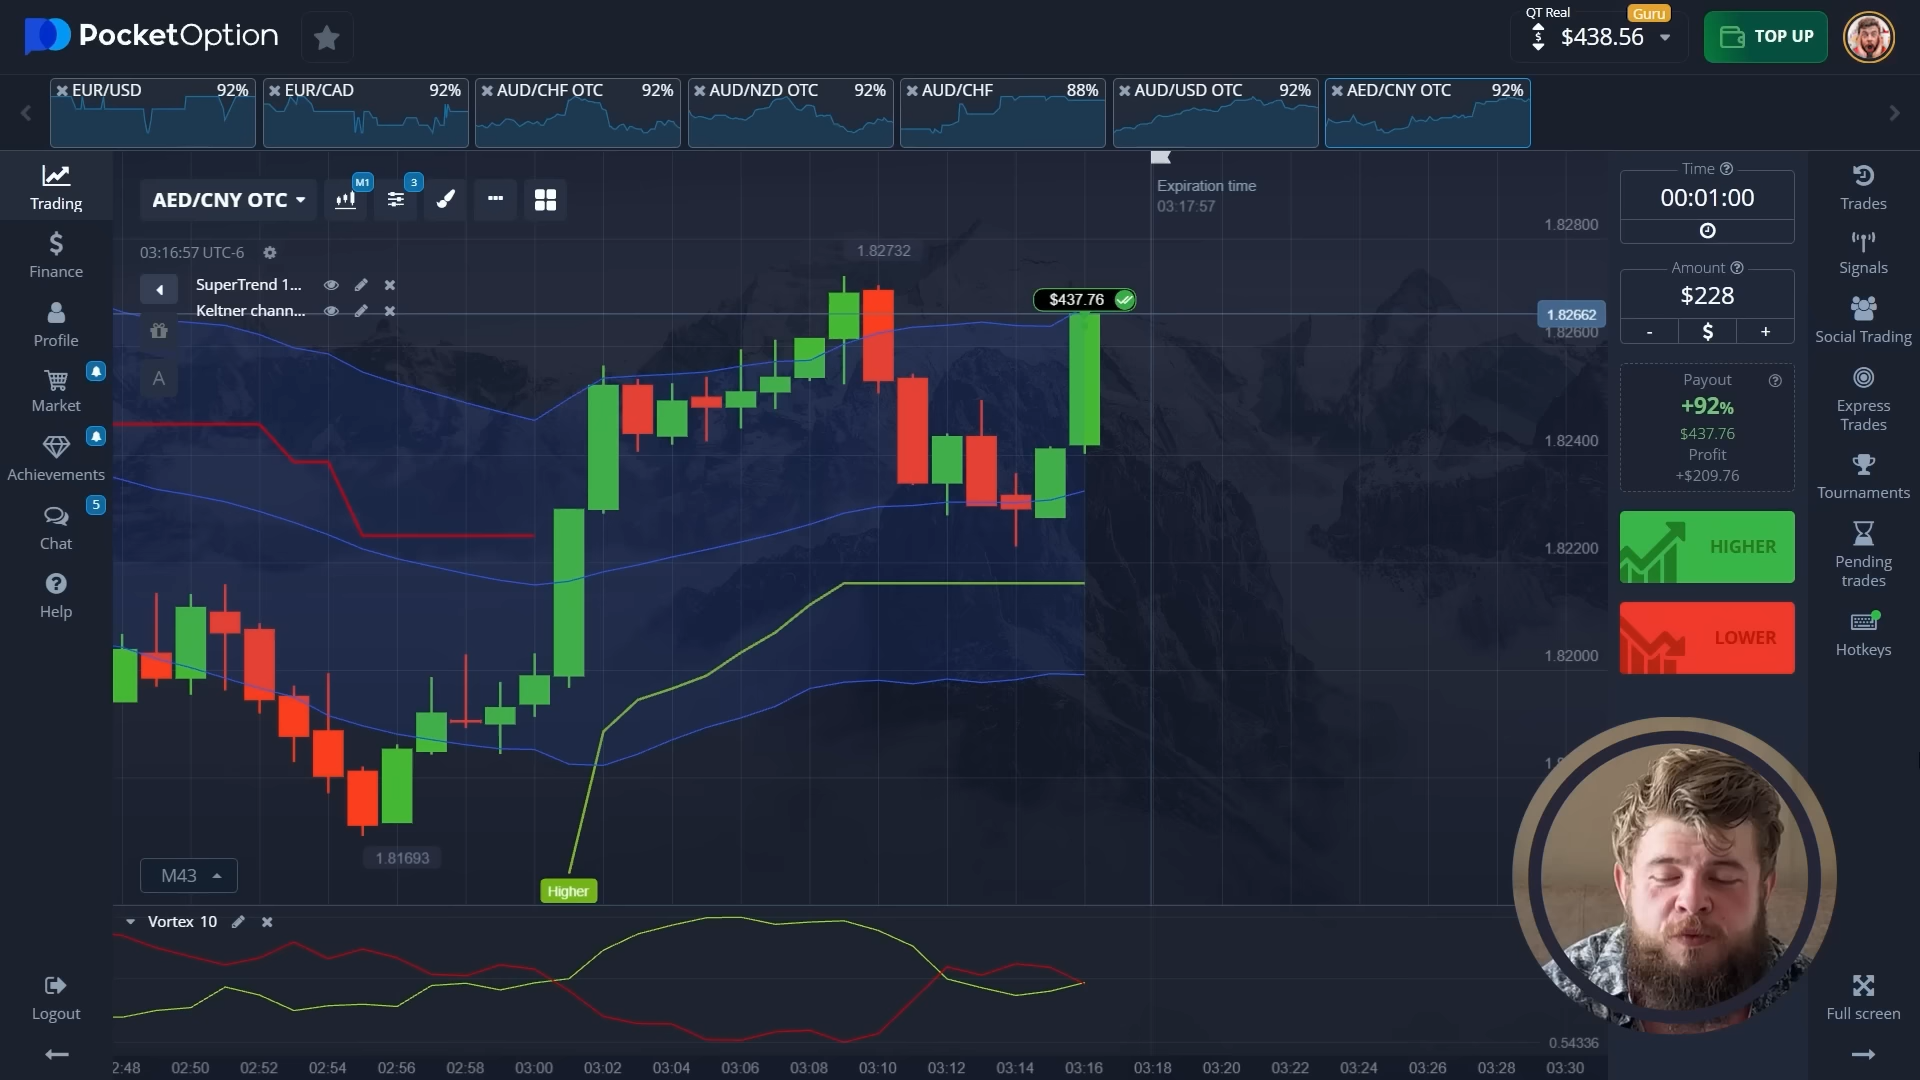 PocketOption
QT Real
Guru
$438.56
TOP UP
EUR/USD 92%
EUR/CAD 92%
AUD/CHF OTC 92%
AUD/NZD OTC 92%
AUD/CHF 88%
AUD/USD OTC 92%
AED/CNY OTC 92%
Trading
Finance
Profile
Market
Achievements
5
Chat
Help
Logout
AED/CNY OTC
M1
3
03:16:57 UTC-6
SuperTrend 1...
Keltner chann...
A
1.82732
$437.76
Expiration time
03:17:57
1.82800
1.82662
1.82600
1.82400
1.82200
1.82000
1.81693
M43
Higher
Vortex 10
0.54336
2:48 02:50 02:52 02:54 02:56 02:58 03:00 03:02 03:04 03:06 03:08 03:10 03:12 03:14 03:16 03:18 03:20 03:22 03:24 03:26 03:28 03:30
Time
00:01:00
Amount
$228
- $ +
Payout
+92%
$437.76
Profit
+$209.76
HIGHER
LOWER
Trades
Signals
Social Trading
Express
Trades
Tournaments
Pending
trades
Hotkeys
Full screen